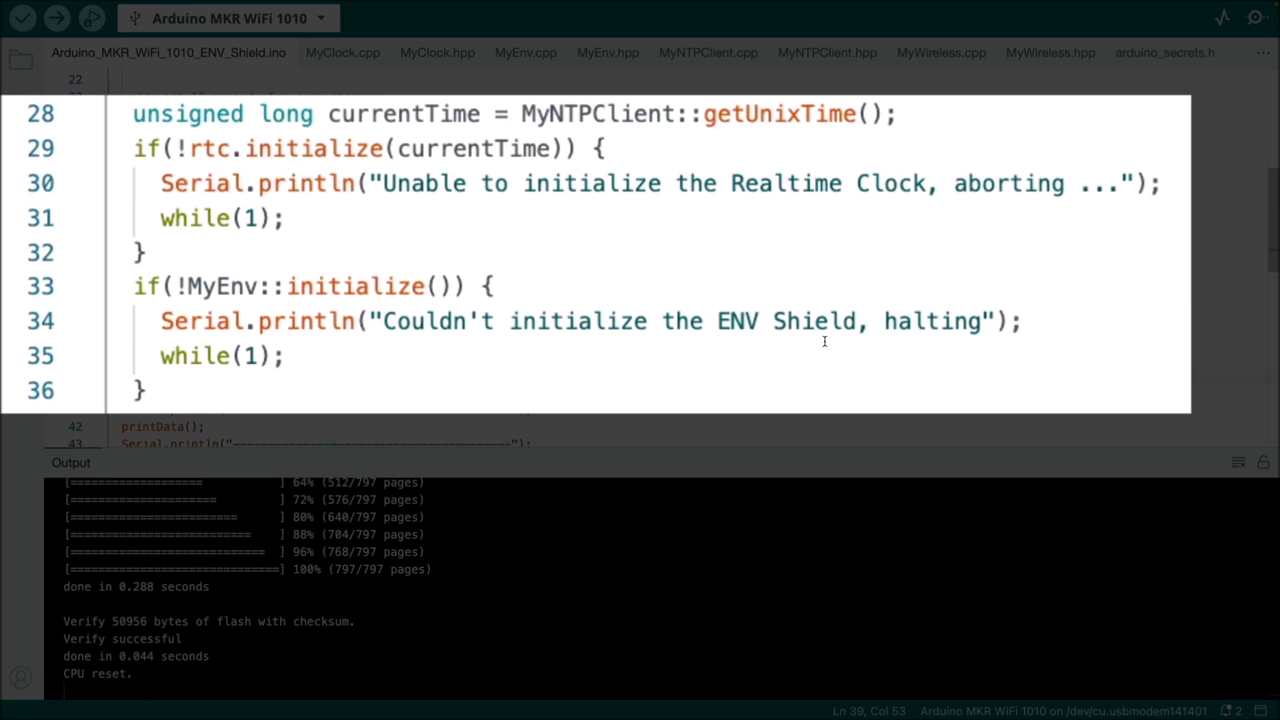 Arduino MKR WiFi 1010
Arduino_MKR_WiFi_1010_ENV_Shield.ino MyClock.cpp MyClock.hpp MyEnv.cpp MyEnv.hpp MyNTPClient.cpp MyNTPClient.hpp MyWireless.cpp MyWireless.hpp arduino_secrets.h ...
22
28 unsigned long currentTime = MyNTPClient::getUnixTime();
29 if(!rtc.initialize(currentTime)) {
30 Serial.println("Unable to initialize the Realtime Clock, aborting ...");
31 while(1);
32 }
33 if(!MyEnv::initialize()) {
34 Serial.println("Couldn't initialize the ENV Shield, halting");
35 while(1);
36 }
42 printData();
43 Serial.println("---------------------------------------");
Output
[=================== ] 64% (512/797 pages)
[===================== ] 72% (576/797 pages)
[======================== ] 80% (640/797 pages)
[========================== ] 88% (704/797 pages)
[============================ ] 96% (768/797 pages)
[==============================] 100% (797/797 pages)
done in 0.288 seconds
Verify 50956 bytes of flash with checksum.
Verify successful
done in 0.044 seconds
CPU reset.
Ln 39, Col 53 Arduino MKR WiFi 1010 on /dev/cu.usbmodem141401 2